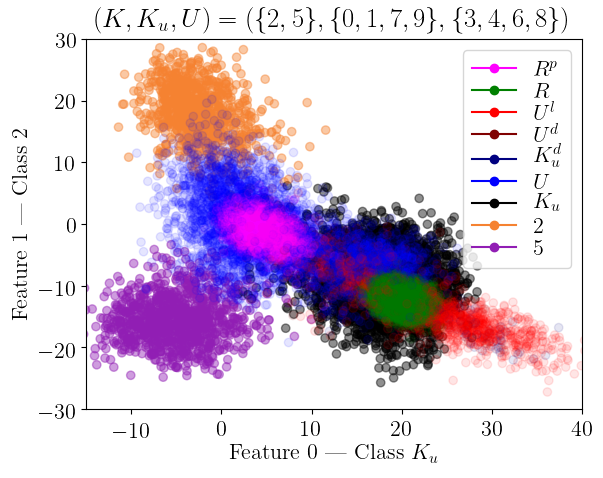 (K, K_u, U) = ({2, 5}, {0, 1, 7, 9}, {3, 4, 6, 8})
30
20
10
0
−10
−20
−30
Feature 1 — Class 2
R^p
R
U^l
U^d
K_u^d
U
K_u
2
5
−10
0
10
20
30
40
Feature 0 — Class K_u